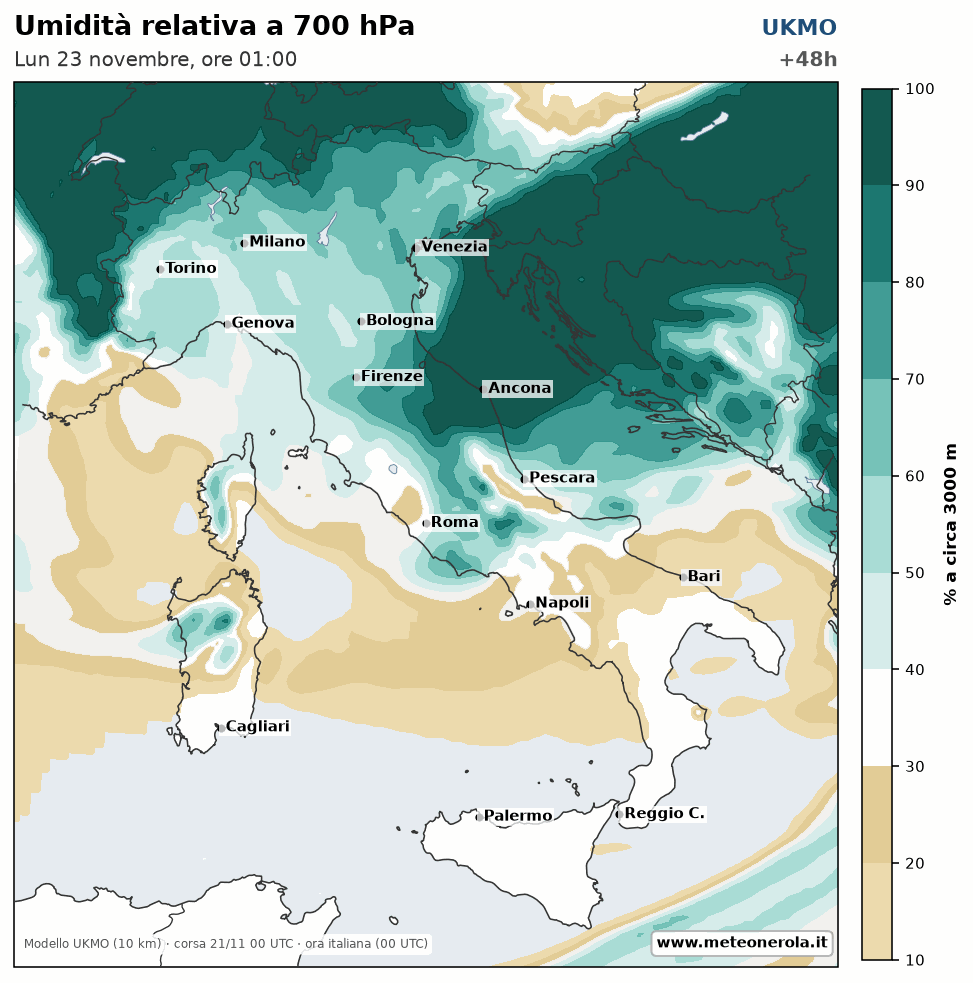 Umidità relativa a 700 hPa
UKMO
Lun 23 novembre, ore 01:00
+48h
100
90
80
70
60
50
40
30
20
10
% a circa 3000 m
Milano
Venezia
Torino
Genova
Bologna
Firenze
Ancona
Pescara
Roma
Bari
Napoli
Cagliari
Palermo
Reggio C.
Modello UKMO (10 km) · corsa 21/11 00 UTC · ora italiana (00 UTC)
www.meteonerola.it